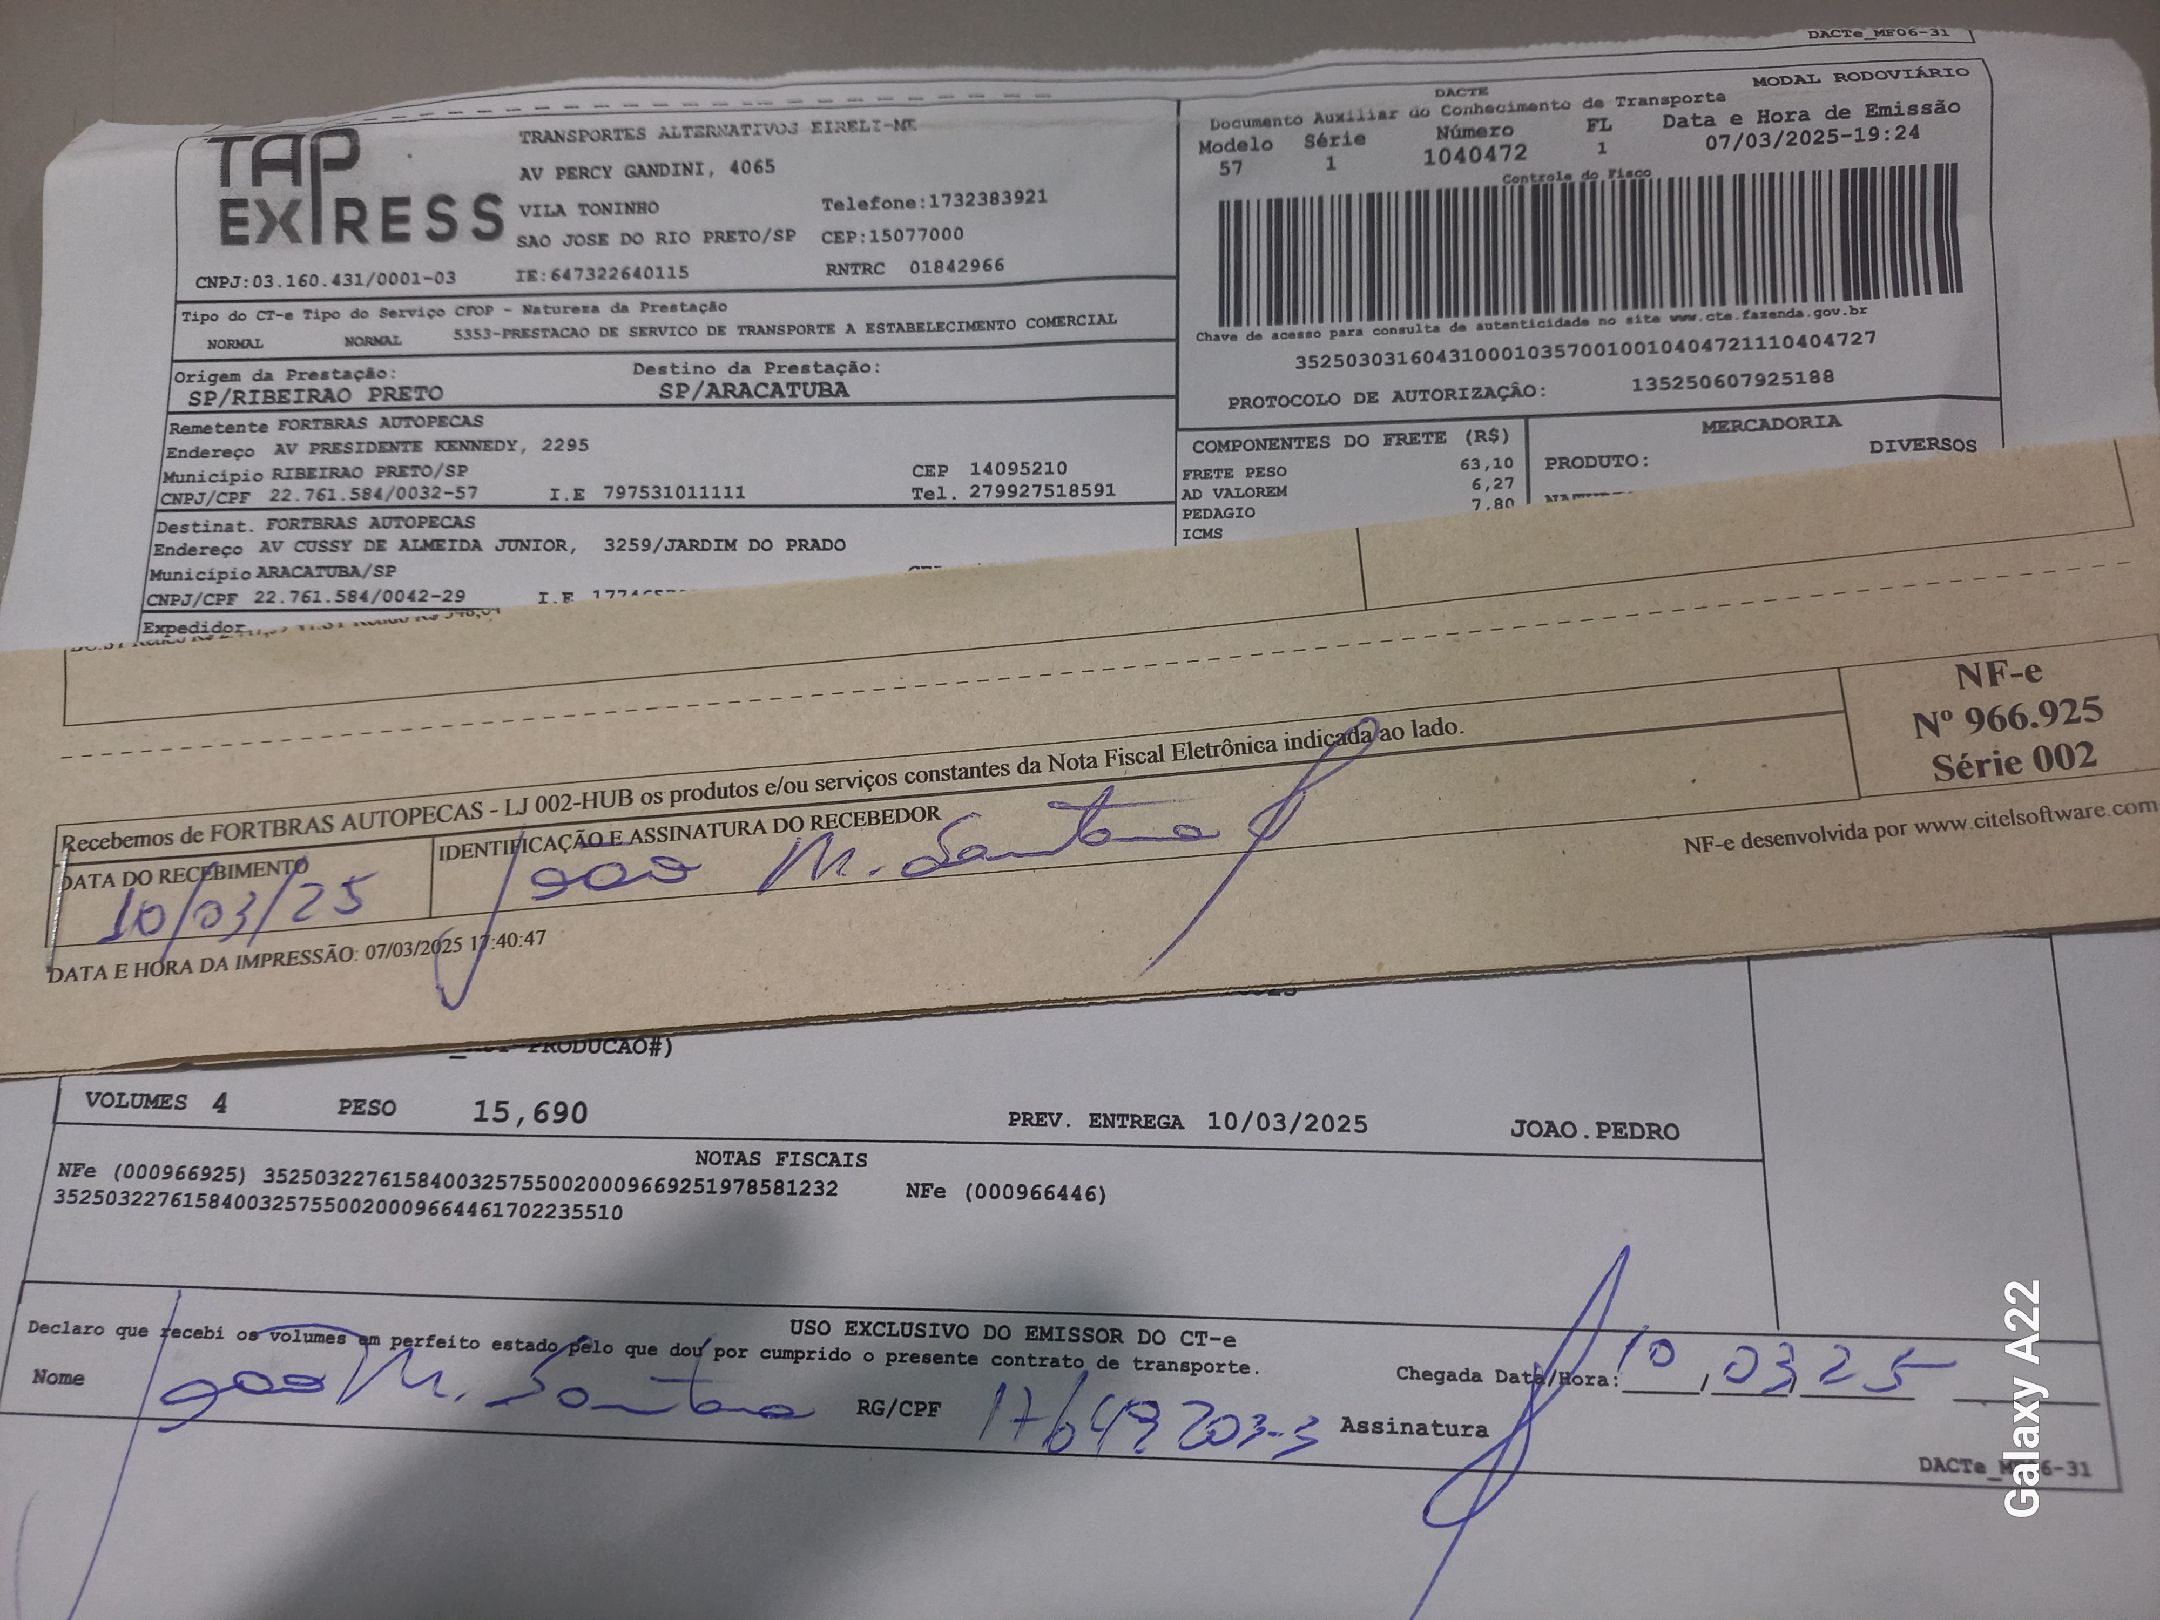 DACTe_MF06-31
TAP EXPRESS
TRANSPORTES ALTERNATIVOS EIRELI-ME
AV PERCY GANDINI, 4065
VILA TONINHO Telefone:1732383921
SAO JOSE DO RIO PRETO/SP CEP:15077000
CNPJ:03.160.431/0001-03 IE:647322640115 RNTRC 01842966
DACTE MODAL RODOVIÁRIO
Documento Auxiliar do Conhecimento de Transporte
Modelo Série Número FL Data e Hora de Emissão
57 1 1040472 1 07/03/2025-19:24
Controle do Fisco
Chave de acesso para consulta de autenticidade no site www.cte.fazenda.gov.br
35250303160431000103570010010404721110404727
PROTOCOLO DE AUTORIZAÇÃO: 135250607925188
Tipo do CT-e Tipo do Serviço CFOP - Natureza da Prestação
NORMAL NORMAL 5353-PRESTACAO DE SERVICO DE TRANSPORTE A ESTABELECIMENTO COMERCIAL
Origem da Prestação: Destino da Prestação:
SP/RIBEIRAO PRETO SP/ARACATUBA
Remetente FORTBRAS AUTOPECAS
Endereço AV PRESIDENTE KENNEDY, 2295
Município RIBEIRAO PRETO/SP CEP 14095210
CNPJ/CPF 22.761.584/0032-57 I.E 797531011111 Tel. 279927518591
Destinat. FORTBRAS AUTOPECAS
Endereço AV CUSSY DE ALMEIDA JUNIOR, 3259/JARDIM DO PRADO
Município ARACATUBA/SP
CNPJ/CPF 22.761.584/0042-29 I.E
Expedidor
COMPONENTES DO FRETE (R$) MERCADORIA
FRETE PESO 63,10 PRODUTO: DIVERSOS
AD VALOREM 6,27
PEDAGIO 7,80
ICMS
NF-e
Nº 966.925
Série 002
Recebemos de FORTBRAS AUTOPECAS - LJ 002-HUB os produtos e/ou serviços constantes da Nota Fiscal Eletrônica indicada ao lado.
DATA DO RECEBIMENTO IDENTIFICAÇÃO E ASSINATURA DO RECEBEDOR
10/03/25 Joao M. Santana
DATA E HORA DA IMPRESSÃO: 07/03/2025 17:40:47
NF-e desenvolvida por www.citelsoftware.com
PRODUCAO#)
VOLUMES 4 PESO 15,690 PREV. ENTREGA 10/03/2025 JOAO.PEDRO
NOTAS FISCAIS
NFe (000966925) 35250322761584003257550020009669251978581232 NFe (000966446)
35250322761584003257550020009664461702235510
USO EXCLUSIVO DO EMISSOR DO CT-e
Declaro que recebi os volumes em perfeito estado pelo que dou por cumprido o presente contrato de transporte.
Nome Joao M. Santana RG/CPF 17649203-3 Assinatura
Chegada Data/Hora: 10, 03, 25
DACTe_MF06-31
Galaxy A22